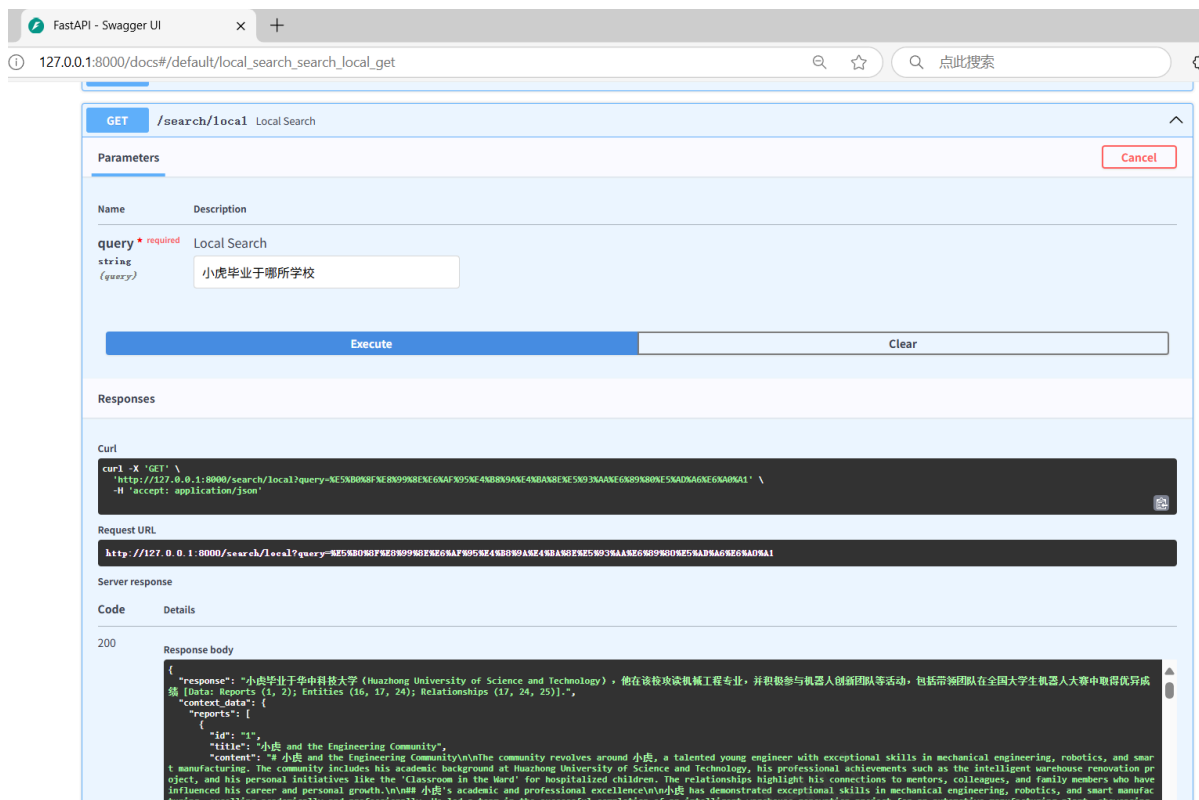 FastAPI - Swagger UI
127.0.0.1:8000/docs#/default/local_search_search_local_get
点此搜索
GET /search/local Local Search
Parameters
Cancel
Name Description
query * required Local Search
string
(query)
小虎毕业于哪所学校
Execute Clear
Responses
Curl
curl -X 'GET' \
'http://127.0.0.1:8000/search/local?query=%E5%B0%8F%E8%99%8E%E6%AF%95%E4%B8%9A%E4%BA%8E%E5%93%AA%E6%89%80%E5%AD%A6%E6%A0%A1' \
-H 'accept: application/json'
Request URL
http://127.0.0.1:8000/search/local?query=%E5%B0%8F%E8%99%8E%E6%AF%95%E4%B8%9A%E4%BA%8E%E5%93%AA%E6%89%80%E5%AD%A6%E6%A0%A1
Server response
Code Details
200
Response body
{
"response": "小虎毕业于华中科技大学 (Huazhong University of Science and Technology) ，他在该校攻读机械工程专业，并积极参与机器人创新团队等活动，包括带领团队在全国大学生机器人大赛中取得优异成
绩 [Data: Reports (1, 2); Entities (16, 17, 24); Relationships (17, 24, 25)].",
"context_data": {
"reports": [
{
"id": "1",
"title": "小虎 and the Engineering Community",
"content": "# 小虎 and the Engineering Community\n\nThe community revolves around 小虎, a talented young engineer with exceptional skills in mechanical engineering, robotics, and smar
t manufacturing. The community includes his academic background at Huazhong University of Science and Technology, his professional achievements such as the intelligent warehouse renovation pr
oject, and his personal initiatives like the 'Classroom in the Ward' for hospitalized children. The relationships highlight his connections to mentors, colleagues, and family members who have
influenced his career and personal growth.\n\n## 小虎's academic and professional excellence\n\n小虎 has demonstrated exceptional skills in mechanical engineering, robotics, and smart manufac